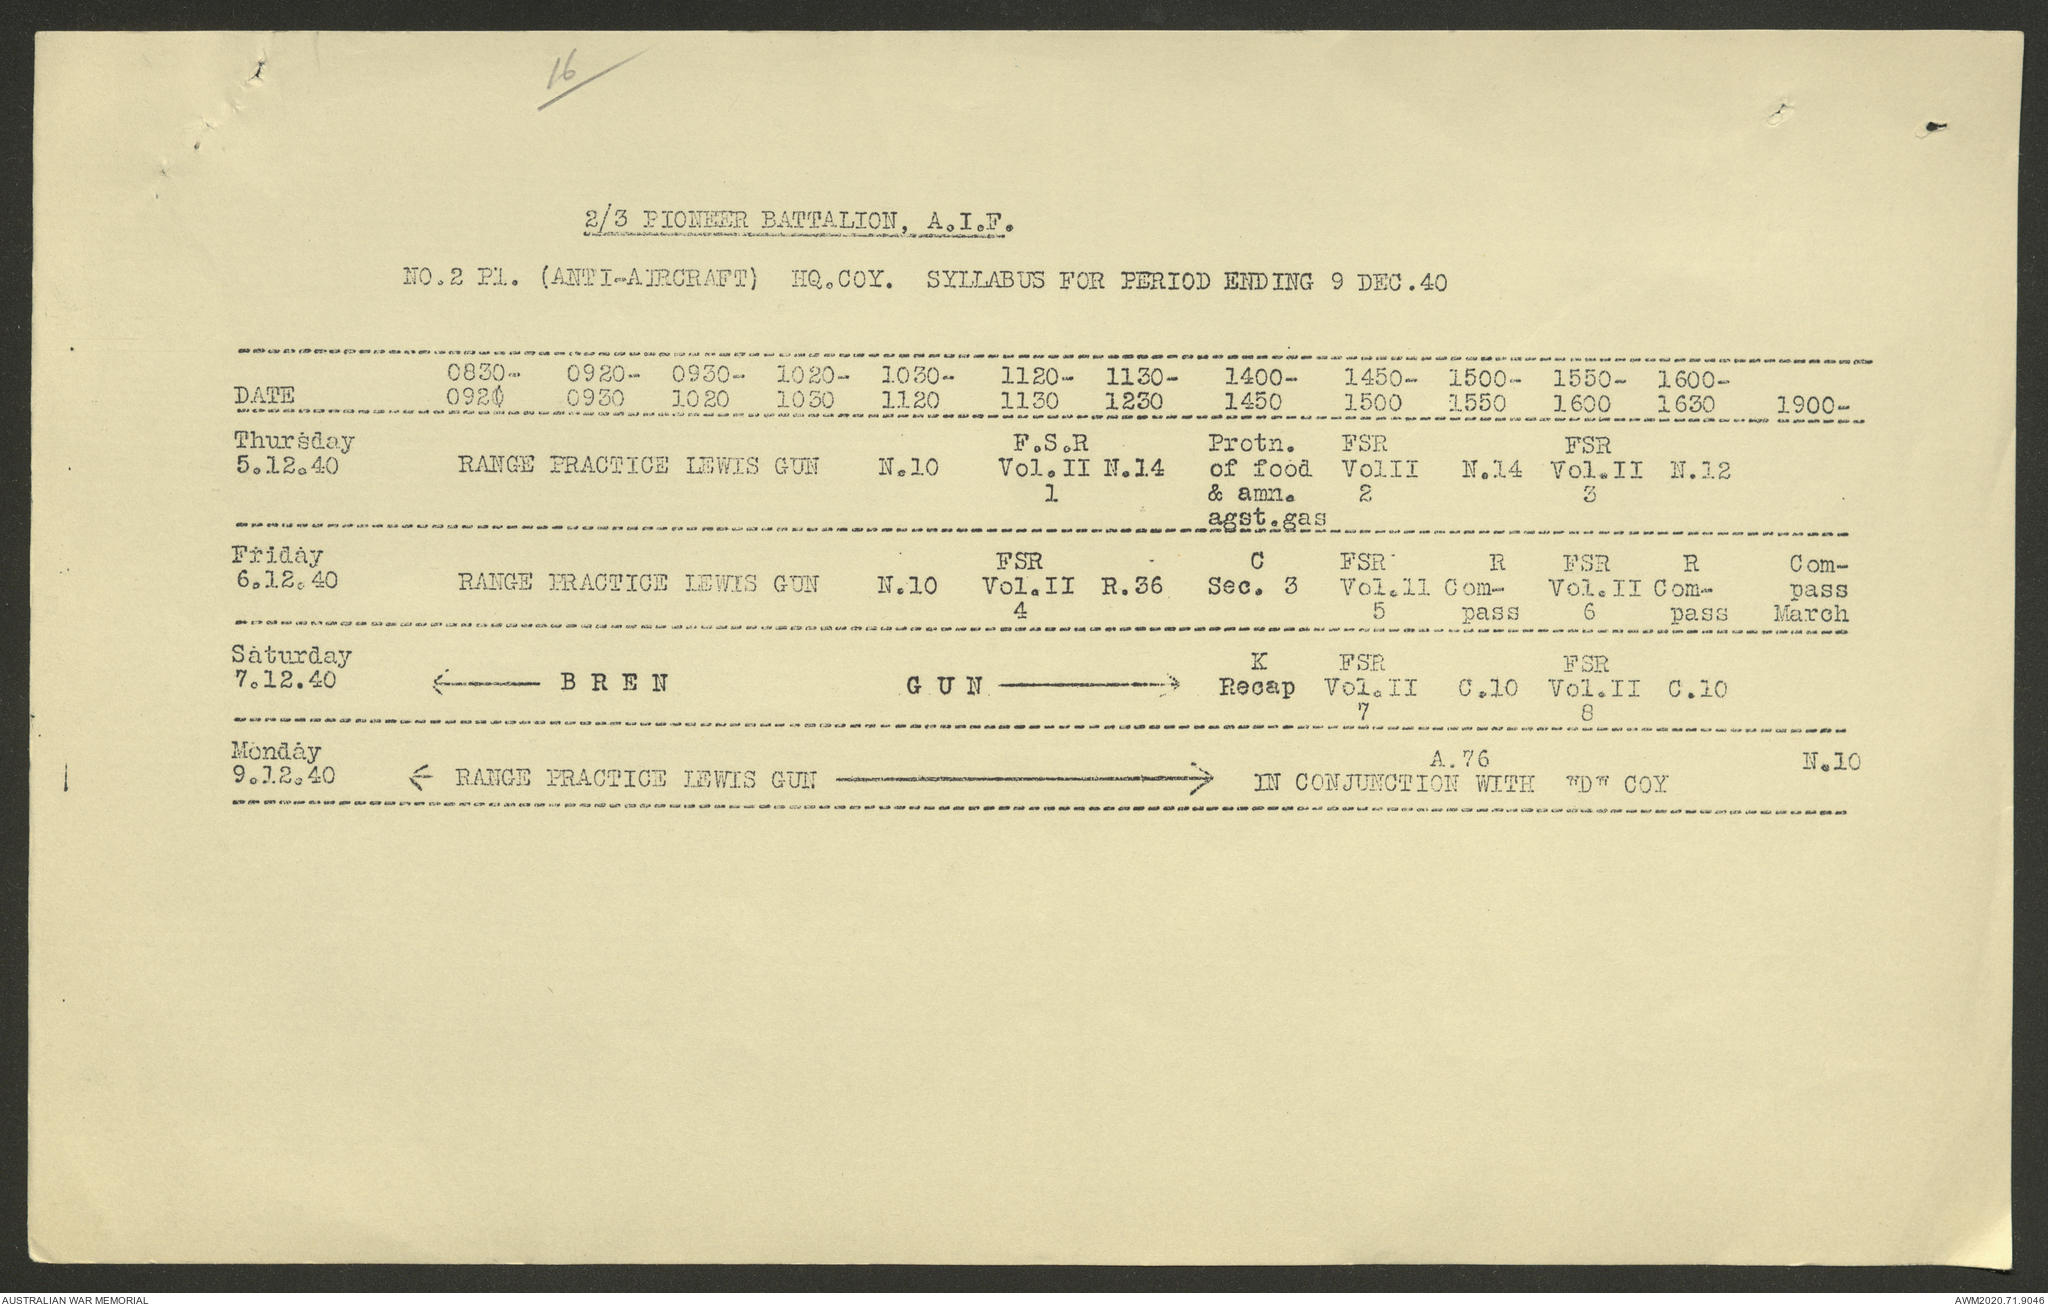 16
2/3 PIONEER BATTALION, A.I.F.
NO.2 Pl. (ANTI-AIRCRAFT) HQ.COY. SYLLABUS FOR PERIOD ENDING 9 DEC.40
0830- 0920- 0930- 1020- 1030- 1120- 1130- 1400- 1450- 1500- 1550- 1600-
DATE 0920 0930 1020 1030 1120 1130 1230 1450 1500 1550 1600 1630 1900-
Thursday F.S.R Protn. FSR FSR
5.12.40 RANGE PRACTICE LEWIS GUN N.10 Vol.II N.14 of food VolII N.14 Vol.II N.12
1 & amn. 2 3
agst.gas
Friday FSR C FSR R FSR R Com-
6.12.40 RANGE PRACTICE LEWIS GUN N.10 Vol.II R.36 Sec. 3 Vol.11 Com- Vol.II Com- pass
4 5 pass 6 pass March
Saturday K FSR FSR
7.12.40 B R E N G U N Recap Vol.II C.10 Vol.II C.10
7 8
Monday A.76 N.10
9.12.40 RANGE PRACTICE LEWIS GUN IN CONJUNCTION WITH "D" COY
AUSTRALIAN WAR MEMORIAL AWM2020.71.9046